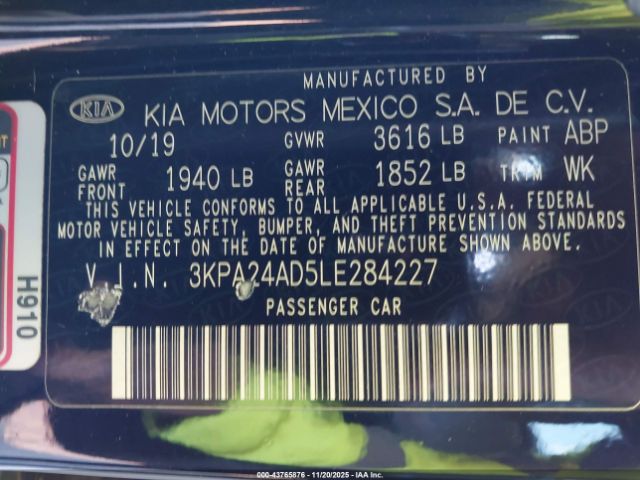 MANUFACTURED BY
KIA KIA MOTORS MEXICO S.A. DE C.V.
10/19 GVWR 3616 LB PAINT ABP
GAWR FRONT 1940 LB GAWR REAR 1852 LB TRIM WK
THIS VEHICLE CONFORMS TO ALL APPLICABLE U.S.A. FEDERAL
MOTOR VEHICLE SAFETY, BUMPER, AND THEFT PREVENTION STANDARDS
IN EFFECT ON THE DATE OF MANUFACTURE SHOWN ABOVE.
V.I.N. 3KPA24AD5LE284227
PASSENGER CAR
H910
000-43765876 - 11/20/2025 - IAA Inc.